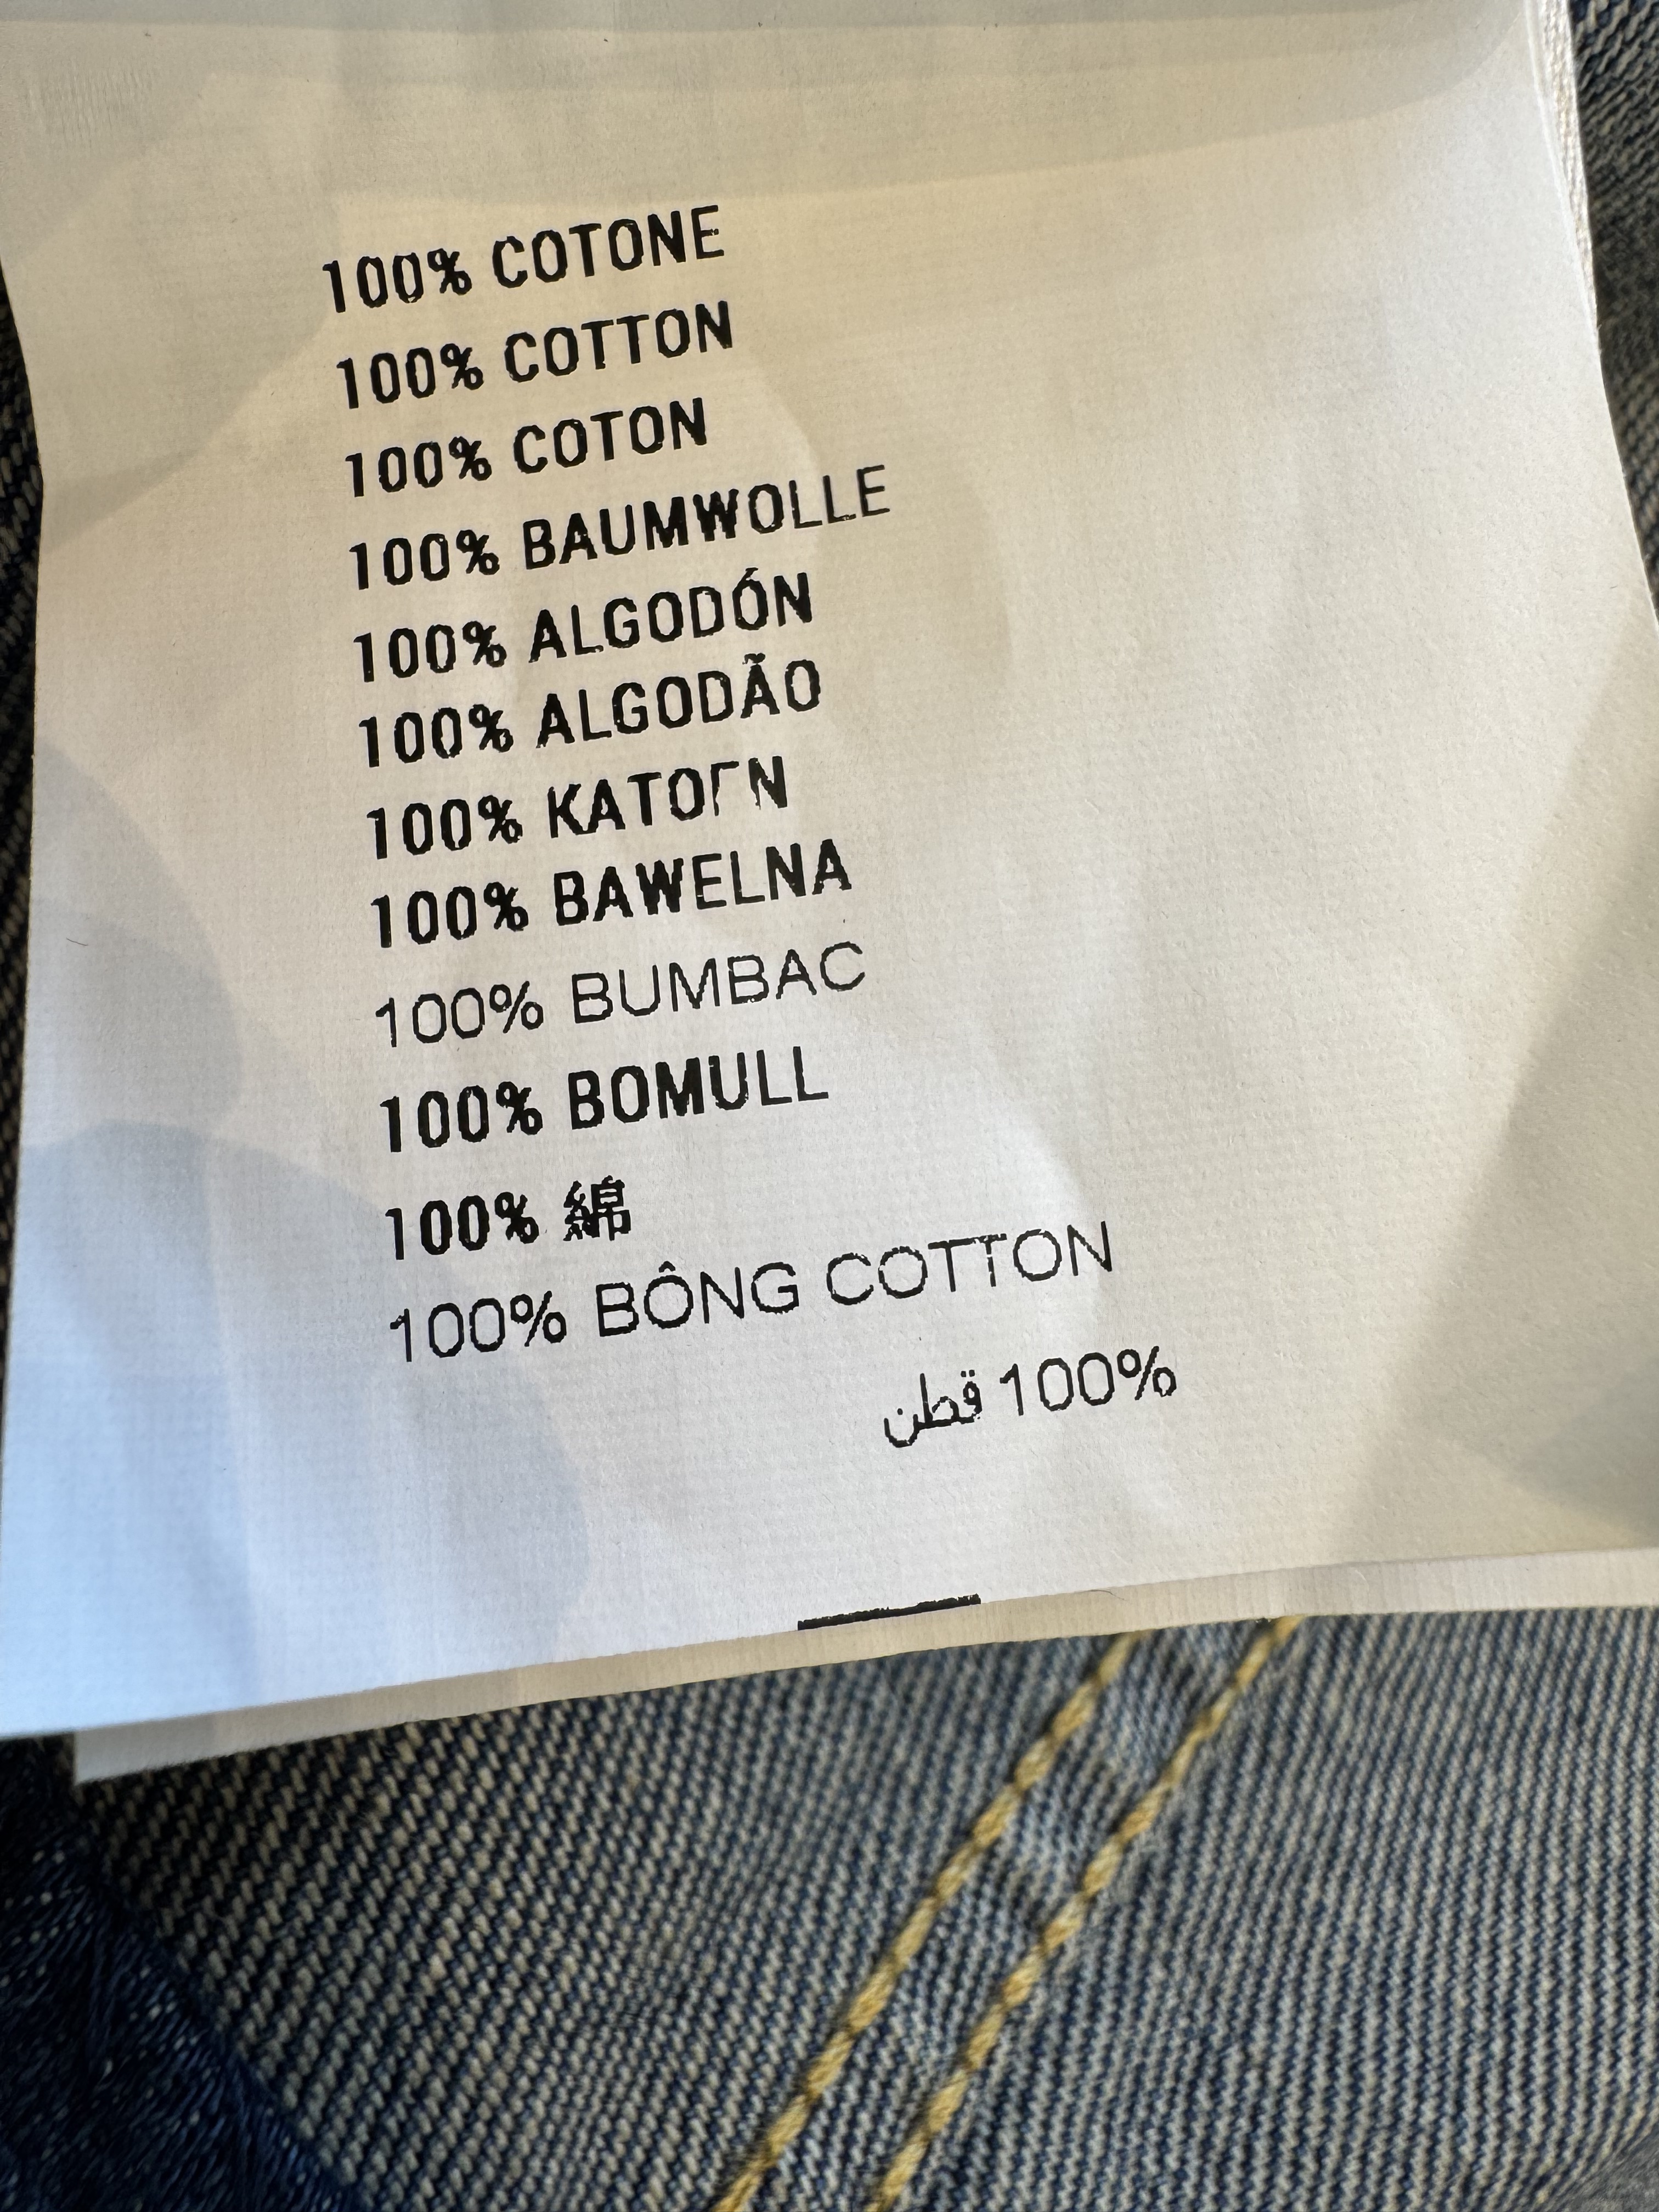 100% COTONE
100% COTTON
100% COTON
100% BAUMWOLLE
100% ALGODÓN
100% ALGODÃO
100% KATOEN
100% BAWELNA
100% BUMBAC
100% BOMULL
100% 綿
100% BÔNG COTTON
100% قطن